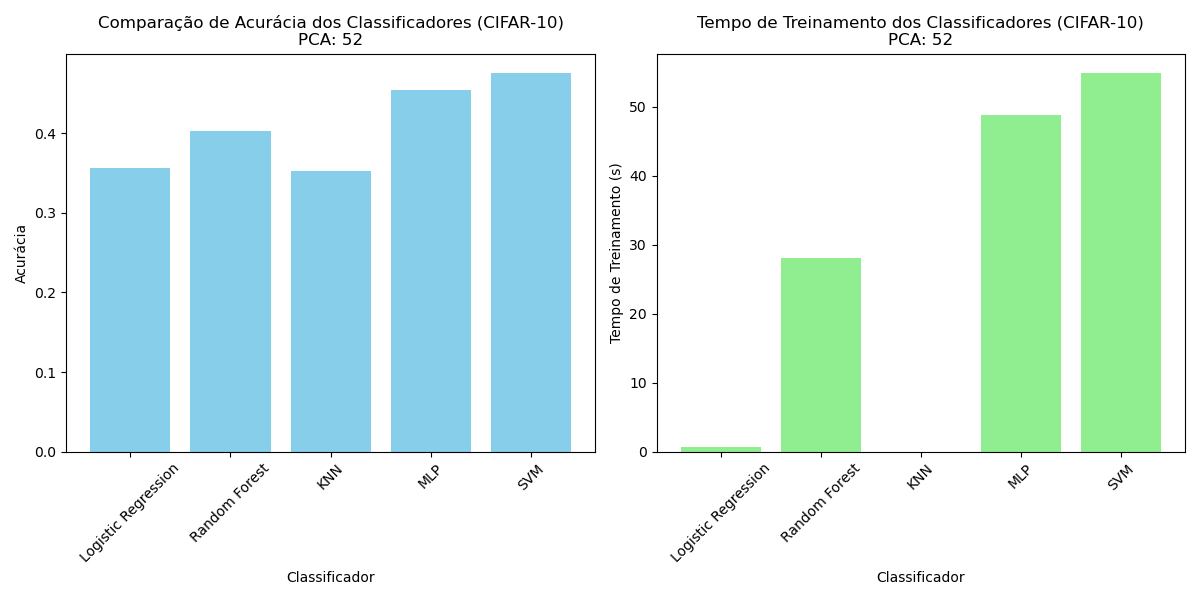 Comparação de Acurácia dos Classificadores (CIFAR-10)
PCA: 52
Acurácia
0.4
0.3
0.2
0.1
0.0
Logistic Regression
Random Forest
KNN
MLP
SVM
Classificador
Tempo de Treinamento dos Classificadores (CIFAR-10)
PCA: 52
Tempo de Treinamento (s)
50
40
30
20
10
0
Logistic Regression
Random Forest
KNN
MLP
SVM
Classificador